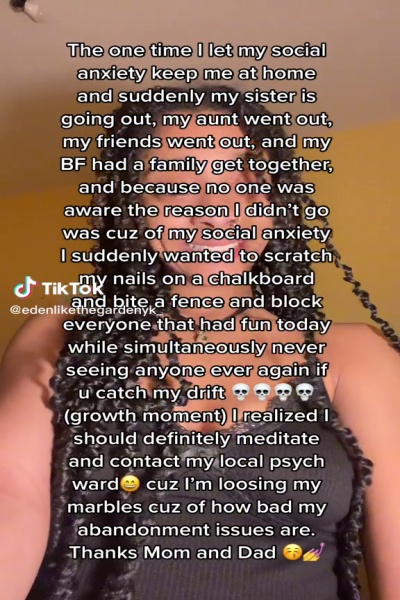 The one time I let my social
anxiety keep me at home
and suddenly my sister is
going out, my aunt went out,
my friends went out, and my
BF had a family get together,
and because no one was
aware the reason I didn't go
was cuz of my social anxiety
I suddenly wanted to scratch
my nails on a chalkboard
TikTok
and bite a fence and block
@edenlikethegardenyk_
everyone that had fun today
while simultaneously never
seeing anyone ever again if
u catch my drift 💀💀💀💀
(growth moment) I realized I
should definitely meditate
and contact my local psych
ward😄 cuz I'm loosing my
marbles cuz of how bad my
abandonment issues are.
Thanks Mom and Dad 😚💅